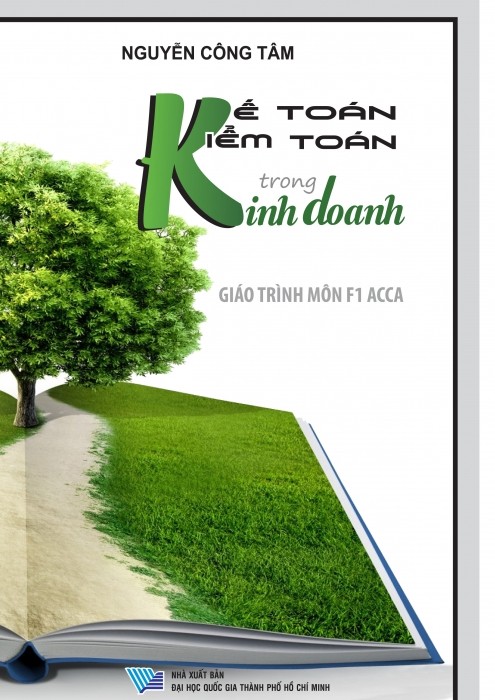 NGUYỄN CÔNG TÂM
KẾ TOÁN
KIỂM TOÁN
trong
Kinh doanh
GIÁO TRÌNH MÔN F1 ACCA
NHÀ XUẤT BẢN
ĐẠI HỌC QUỐC GIA THÀNH PHỐ HỒ CHÍ MINH